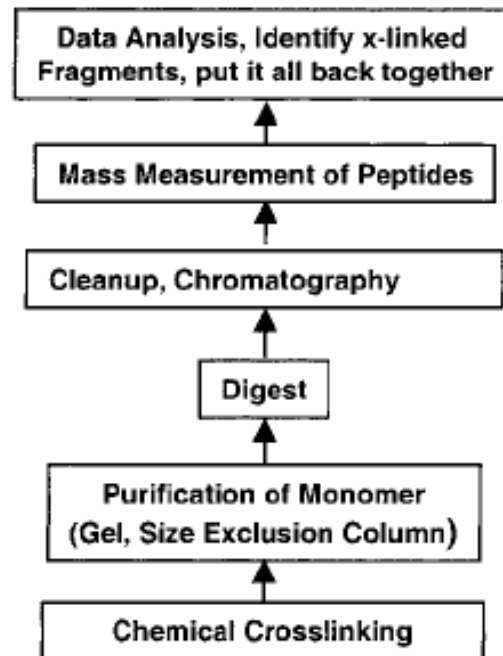 Data Analysis, Identify x-linked
Fragments, put it all back together
Mass Measurement of Peptides
Cleanup, Chromatography
Digest
Purification of Monomer
(Gel, Size Exclusion Column)
Chemical Crosslinking